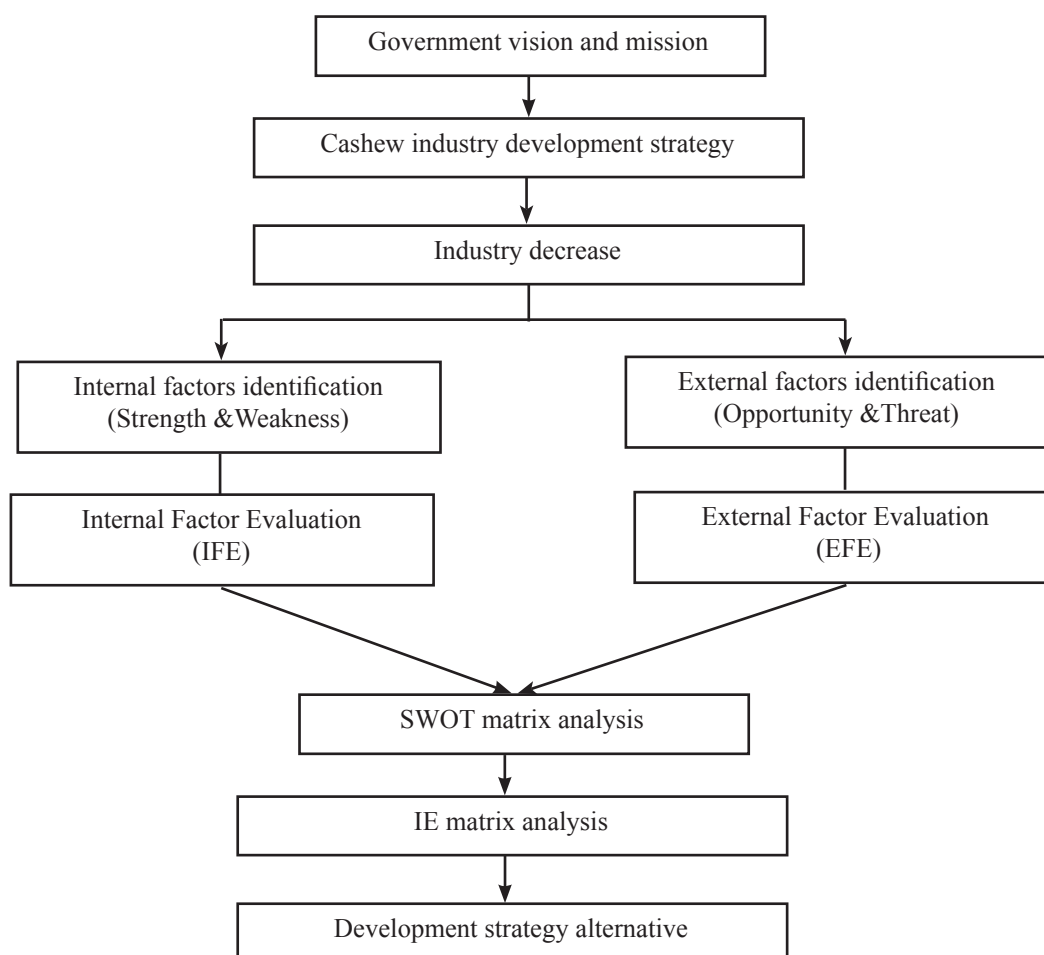 Government vision and mission
Cashew industry development strategy
Industry decrease
Internal factors identification
(Strength &Weakness)
External factors identification
(Opportunity &Threat)
Internal Factor Evaluation
(IFE)
External Factor Evaluation
(EFE)
SWOT matrix analysis
IE matrix analysis
Development strategy alternative